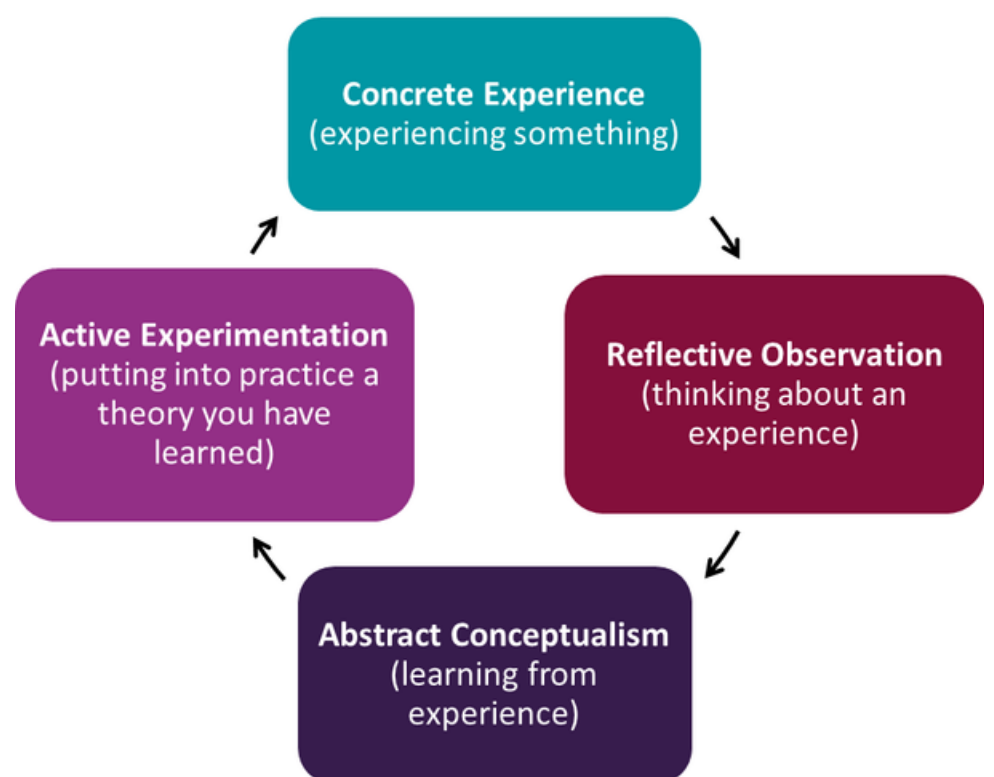 Concrete Experience
(experiencing something)
Reflective Observation
(thinking about an
experience)
Abstract Conceptualism
(learning from
experience)
Active Experimentation
(putting into practice a
theory you have
learned)